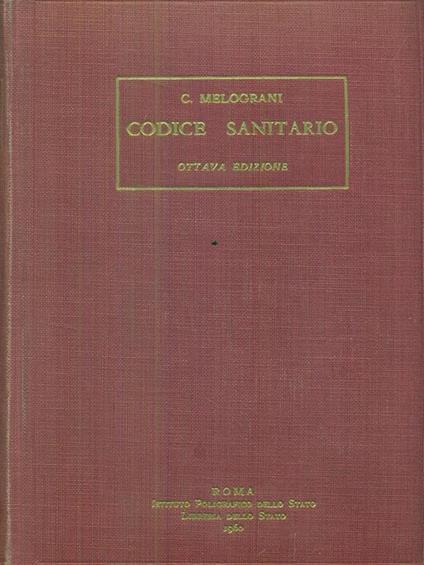 C. MELOGRANI
CODICE SANITARIO
OTTAVA EDIZIONE
ROMA
ISTITUTO POLIGRAFICO DELLO STATO
LIBRERIA DELLO STATO
1960